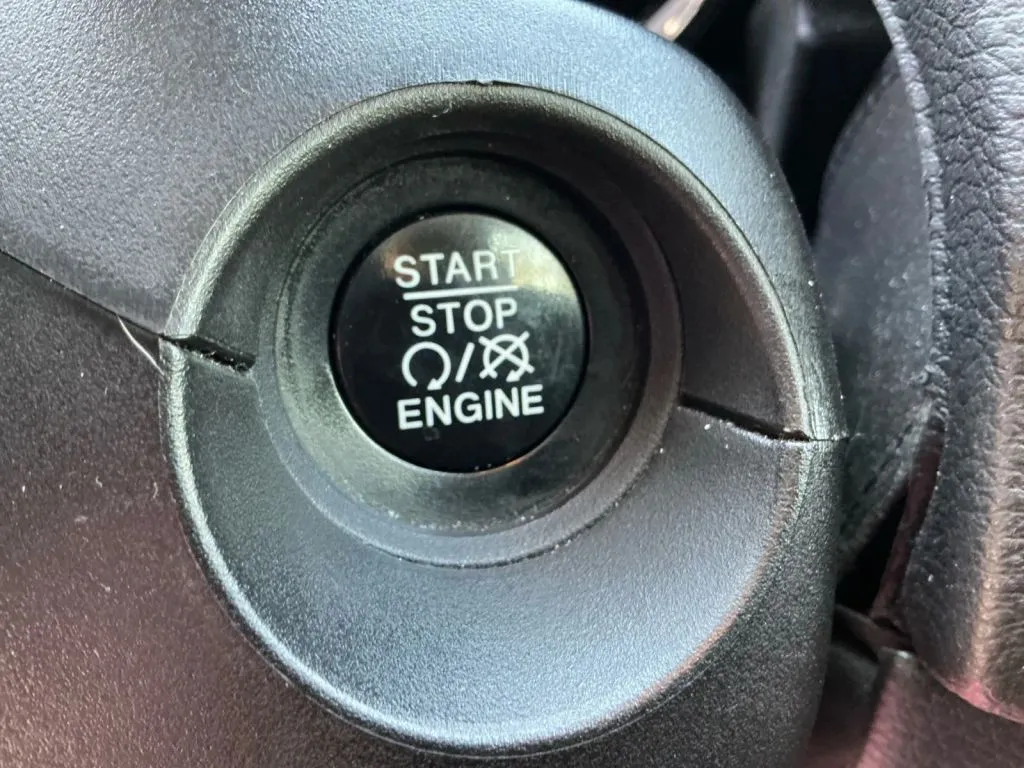 START
STOP
/
ENGINE